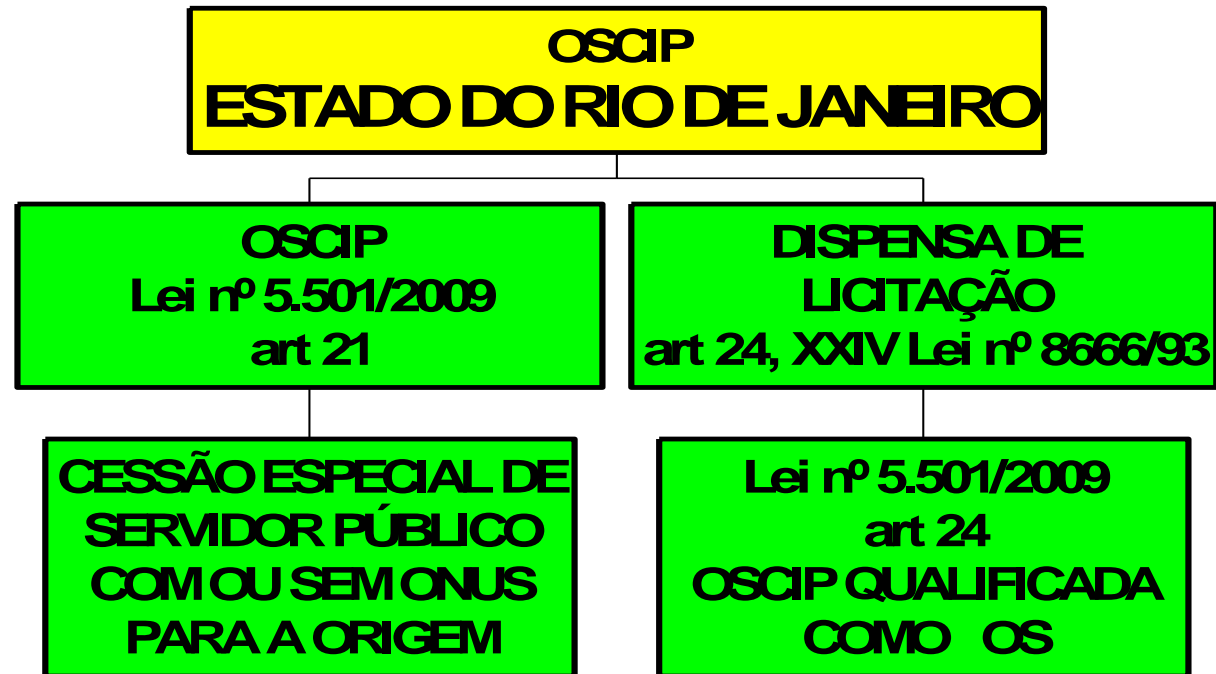 OSCIP
ESTADO DO RIO DE JANEIRO
OSCIP
Lei nº 5.501/2009
art 21
DISPENSA DE
LICITAÇÃO
art 24, XXIV Lei nº 8666/93
CESSÃO ESPECIAL DE
SERVIDOR PÚBLICO
COM OU SEM ONUS
PARA A ORIGEM
Lei nº 5.501/2009
art 24
OSCIP QUALIFICADA
COMO OS